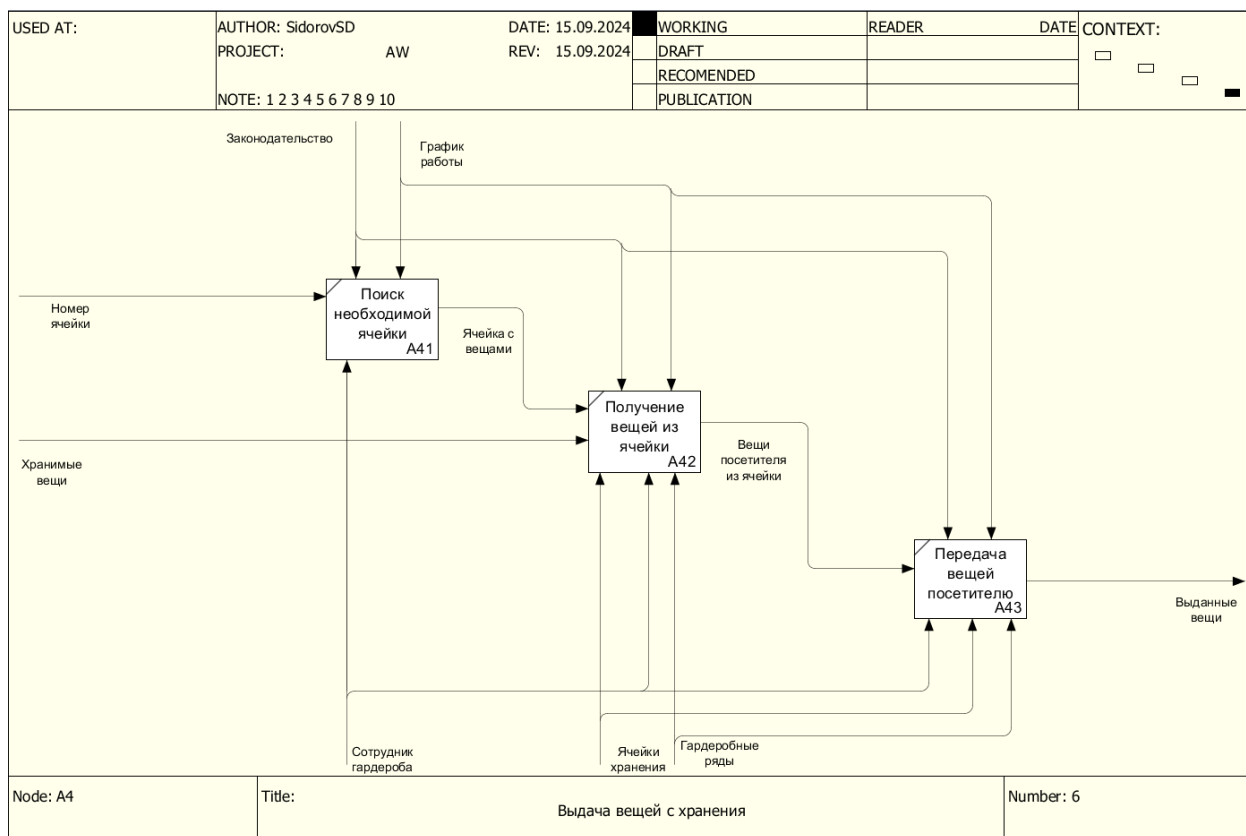 USED AT:
AUTHOR: SidorovSD
DATE: 15.09.2024
PROJECT: AW
REV: 15.09.2024
NOTE: 1 2 3 4 5 6 7 8 9 10
WORKING
DRAFT
RECOMENDED
PUBLICATION
READER
DATE
CONTEXT:
Законодательство
График
работы
Номер
ячейки
Поиск
необходимой
ячейки
A41
Ячейка с
вещами
Хранимые
вещи
Получение
вещей из
ячейки
A42
Вещи
посетителя
из ячейки
Передача
вещей
посетителю
A43
Выданные
вещи
Сотрудник
гардероба
Ячейки
хранения
Гардеробные
ряды
Node: A4
Title:
Выдача вещей с хранения
Number: 6